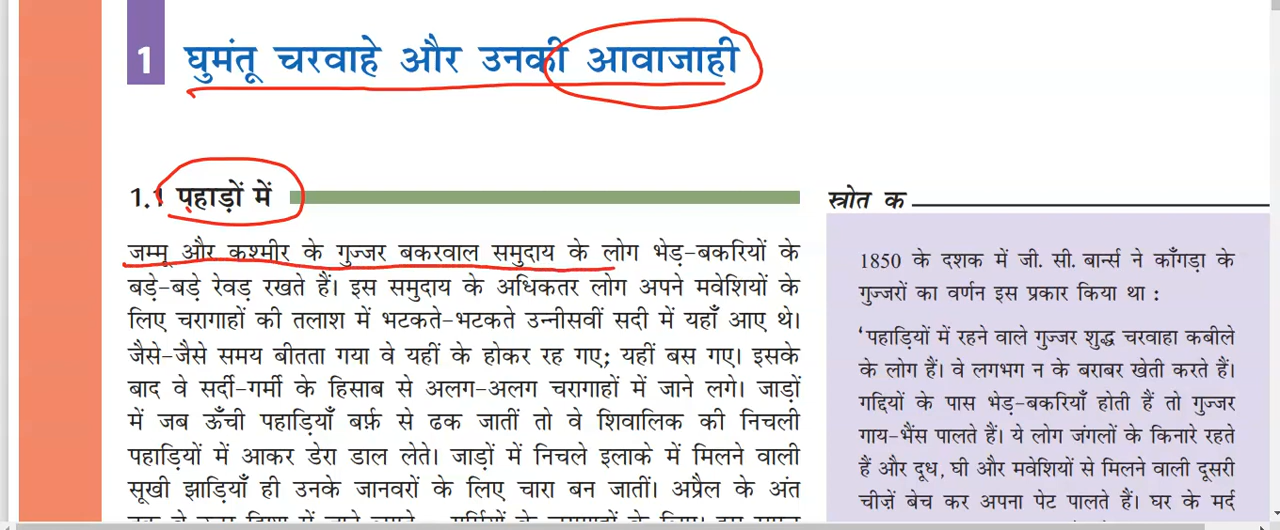 1 घुमंतू चरवाहे और उनकी आवाजाही
1.1 पहाड़ों में
जम्मू और कश्मीर के गुज्जर बकरवाल समुदाय के लोग भेड़-बकरियों के
बड़े-बड़े रेवड़ रखते हैं। इस समुदाय के अधिकतर लोग अपने मवेशियों के
लिए चरागाहों की तलाश में भटकते-भटकते उन्नीसवीं सदी में यहाँ आए थे।
जैसे-जैसे समय बीतता गया वे यहीं के होकर रह गए; यहीं बस गए। इसके
बाद वे सर्दी-गर्मी के हिसाब से अलग-अलग चरागाहों में जाने लगे। जाड़ों
में जब ऊँची पहाड़ियाँ बर्फ़ से ढक जातीं तो वे शिवालिक की निचली
पहाड़ियों में आकर डेरा डाल लेते। जाड़ों में निचले इलाके में मिलने वाली
सूखी झाड़ियाँ ही उनके जानवरों के लिए चारा बन जातीं। अप्रैल के अंत
स्त्रोत क
1850 के दशक में जी. सी. बार्न्स ने काँगड़ा के
गुज्जरों का वर्णन इस प्रकार किया था :
‘पहाड़ियों में रहने वाले गुज्जर शुद्ध चरवाहा कबीले
के लोग हैं। वे लगभग न के बराबर खेती करते हैं।
गद्दियों के पास भेड़-बकरियाँ होती हैं तो गुज्जर
गाय-भैंस पालते हैं। ये लोग जंगलों के किनारे रहते
हैं और दूध, घी और मवेशियों से मिलने वाली दूसरी
चीज़ें बेच कर अपना पेट पालते हैं। घर के मर्द